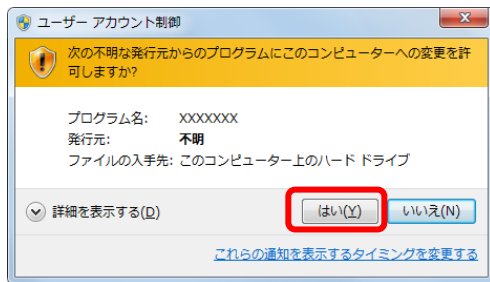 ユーザー アカウント制御
次の不明な発行元からのプログラムにこのコンピューターへの変更を許
可しますか?
プログラム名: XXXXXXX
発行元: 不明
ファイルの入手先: このコンピューター上のハード ドライブ
詳細を表示する(D)
はい(Y)
いいえ(N)
これらの通知を表示するタイミングを変更する